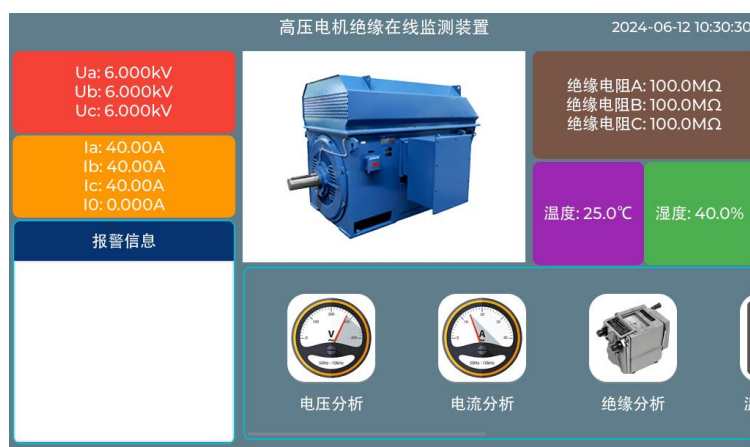 高压电机绝缘在线监测装置
2024-06-12 10:30:30
Ua: 6.000kV
Ub: 6.000kV
Uc: 6.000kV
Ia: 40.00A
Ib: 40.00A
Ic: 40.00A
I0: 0.000A
报警信息
绝缘电阻A: 100.0MΩ
绝缘电阻B: 100.0MΩ
绝缘电阻C: 100.0MΩ
温度: 25.0℃
湿度: 40.0%
V
50Hz - 10kHz
A
电压分析
电流分析
绝缘分析